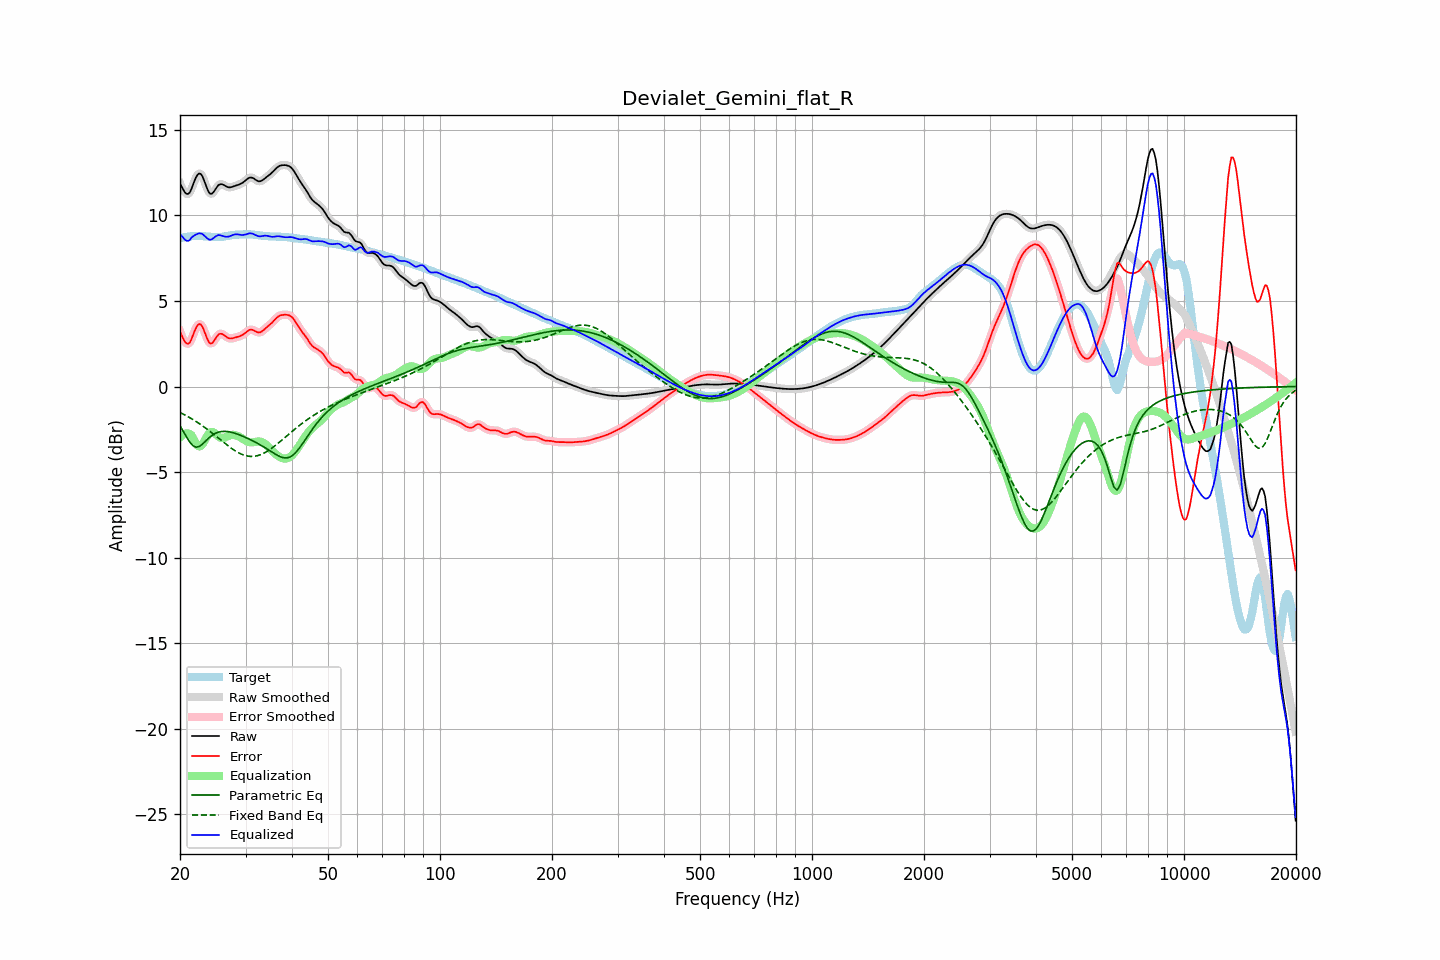 Devialet_Gemini_flat_R
15
10
5
0
−5
−10
−15
−20
−25
Amplitude (dBr)
Target
Raw Smoothed
Error Smoothed
Raw
Error
Equalization
Parametric Eq
Fixed Band Eq
Equalized
20 50 100 200 500 1000 2000 5000 10000 20000
Frequency (Hz)